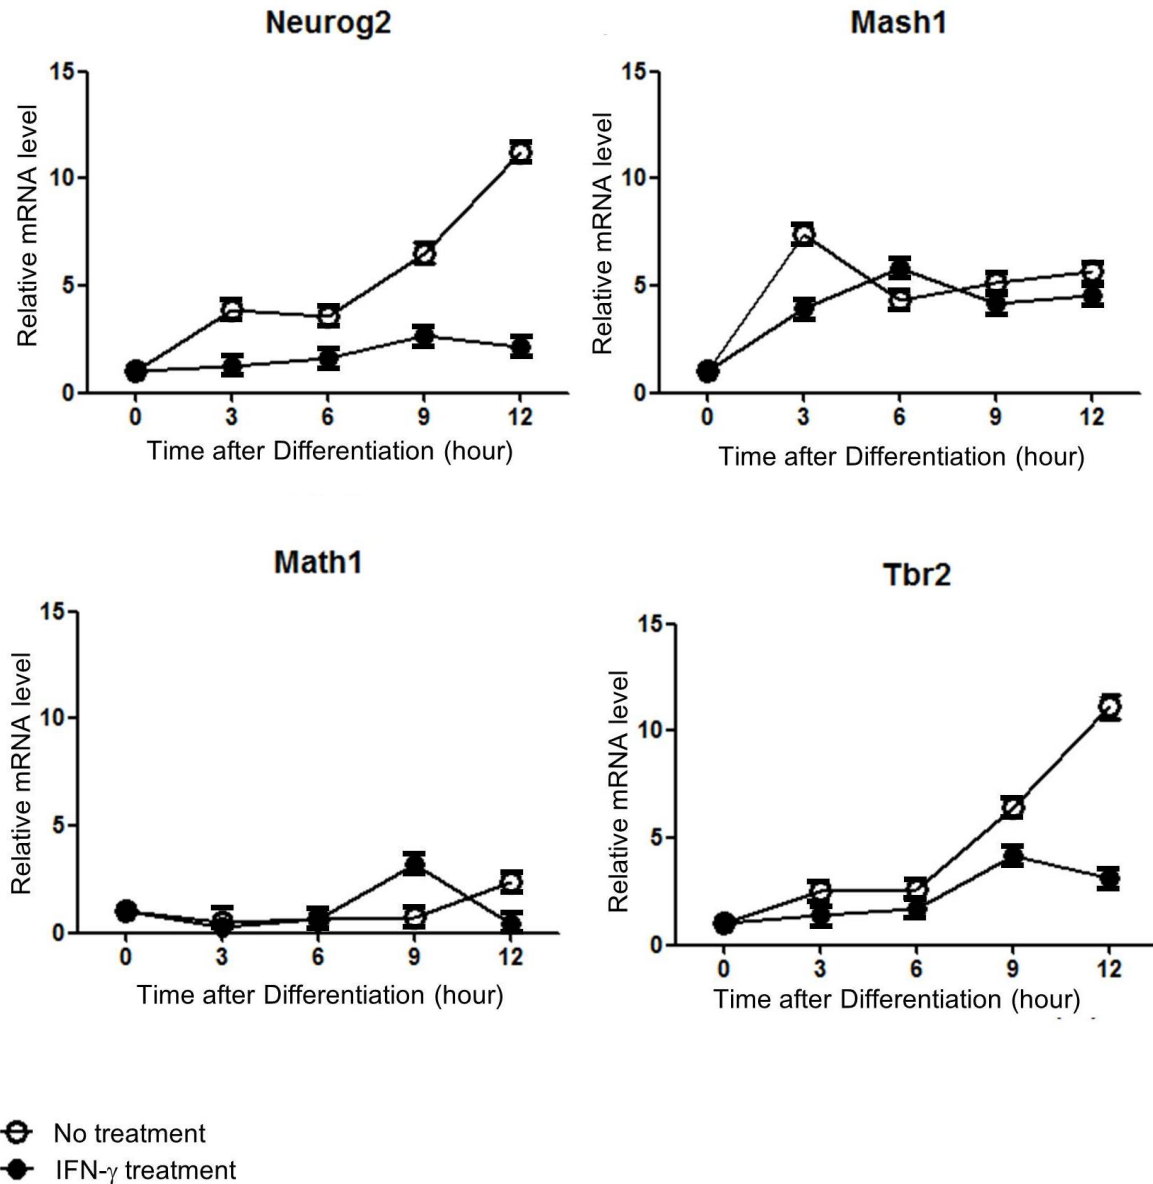 Neurog2
Relative mRNA level
15
10
5
0
0 3 6 9 12
Time after Differentiation (hour)
Mash1
Relative mRNA level
15
10
5
0
0 3 6 9 12
Time after Differentiation (hour)
Math1
Relative mRNA level
15
10
5
0
0 3 6 9 12
Time after Differentiation (hour)
Tbr2
Relative mRNA level
15
10
5
0
0 3 6 9 12
Time after Differentiation (hour)
No treatment
IFN-γ treatment